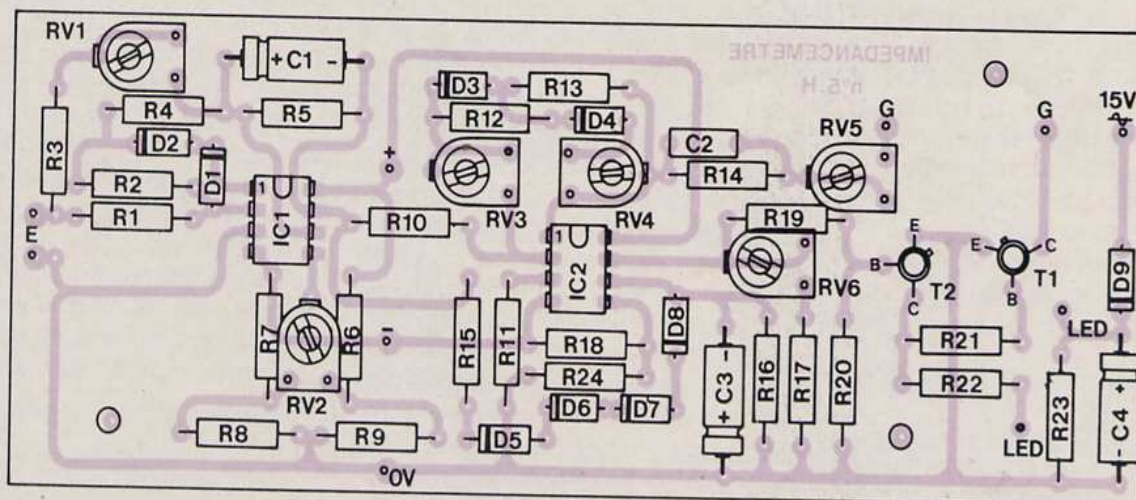 RV1
+ C1 -
IMPEDANCEMETRE
n°5. H
R4
R5
D3
R13
R12
D4
R3
D2
D1
R2
R1
E
1
IC1
+
R10
RV3
RV4
C2
R14
RV5
G
G
15V
R19
1
IC2
RV6
E
B
C
T2
E
C
B
T1
D9
R7
R6
-
RV2
R15
R11
R18
R24
D8
D6
D7
D5
R8
R9
0V
+ C3 -
R16
R17
R20
R21
R22
LED
LED
R23
- C4 +